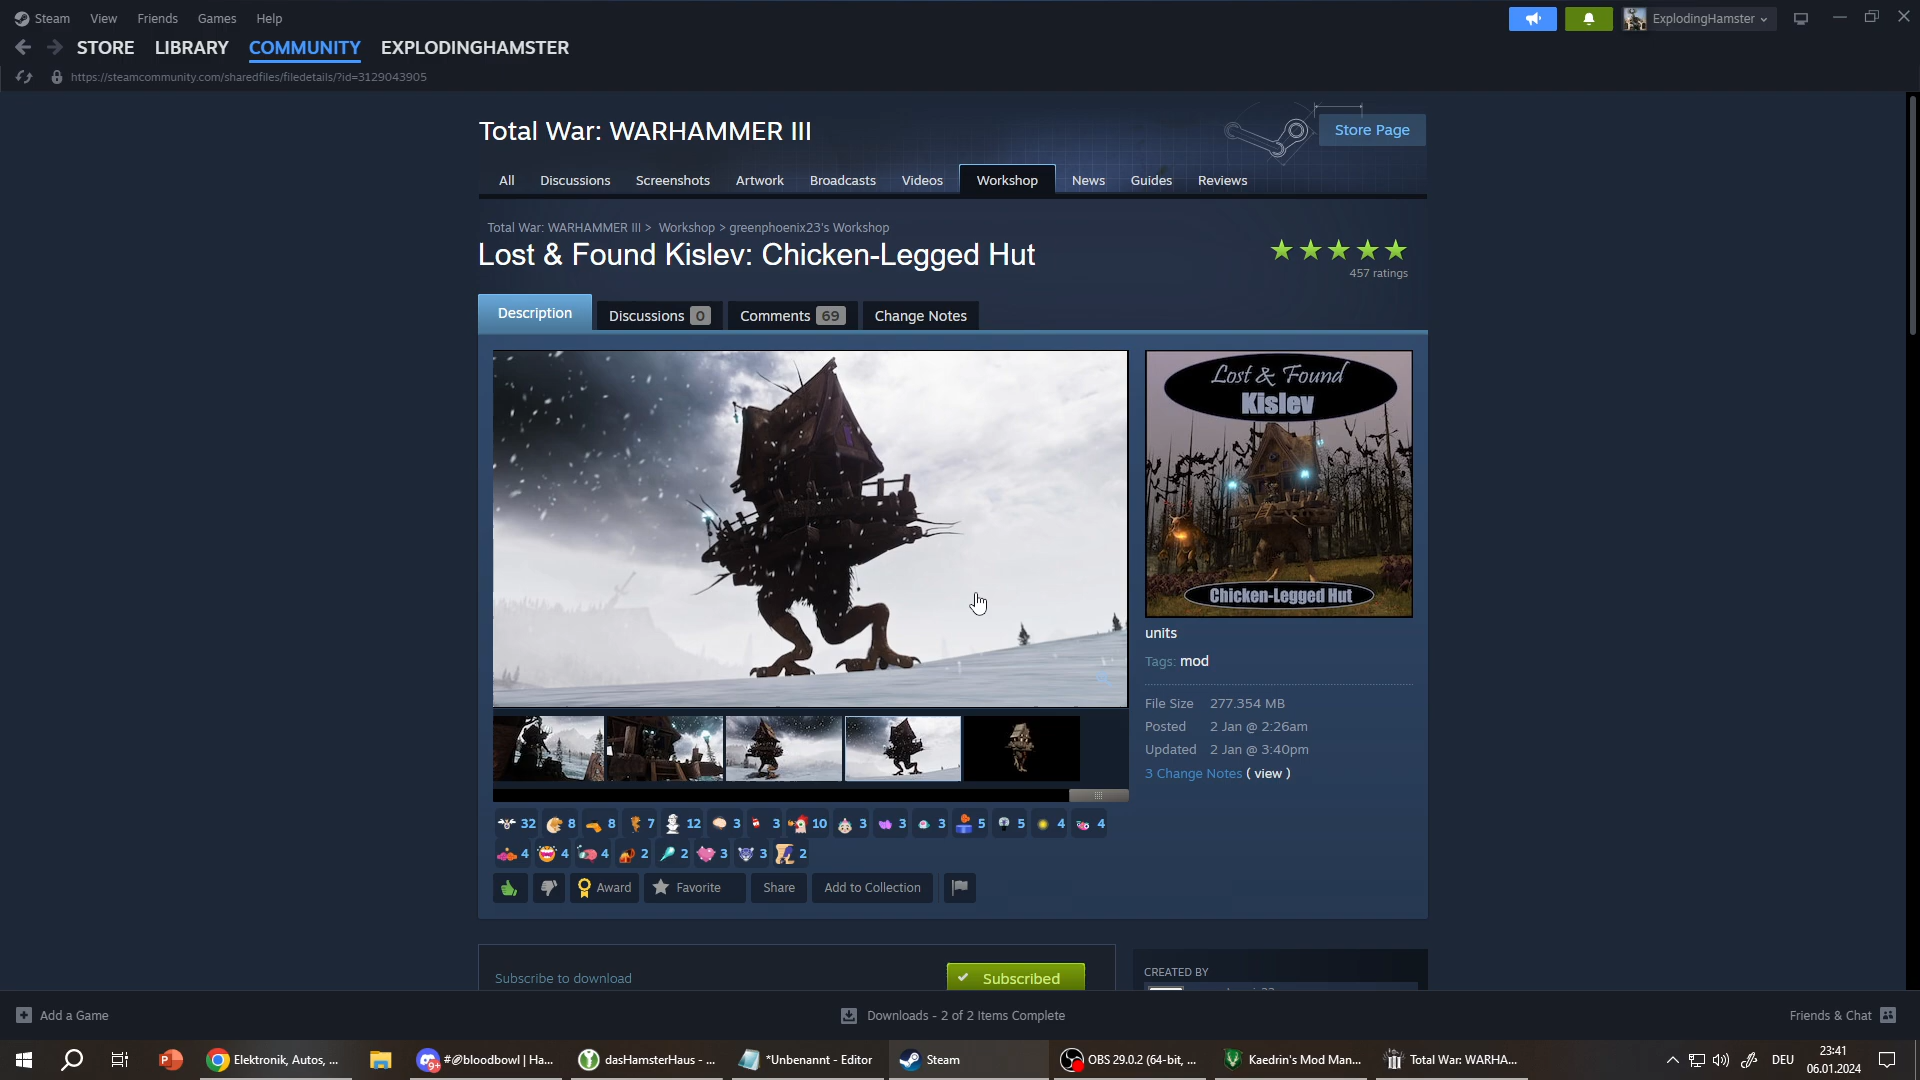 Steam View Friends Games Help
ExplodingHamster
STORE LIBRARY COMMUNITY EXPLODINGHAMSTER
https://steamcommunity.com/sharedfiles/filedetails/?id=3129043905
Total War: WARHAMMER III
Store Page
All Discussions Screenshots Artwork Broadcasts Videos Workshop News Guides Reviews
Total War: WARHAMMER III > Workshop > greenphoenix23's Workshop
Lost & Found Kislev: Chicken-Legged Hut
457 ratings
Description Discussions 0 Comments 69 Change Notes
Lost & Found
Kislev
Chicken-Legged Hut
units
Tags: mod
File Size 277.354 MB
Posted 2 Jan @ 2:26am
Updated 2 Jan @ 3:40pm
3 Change Notes ( view )
32 8 8 7 12 3 3 10 3 3 3 5 5 4 4
4 4 4 2 2 3 3 2
Award Favorite Share Add to Collection
Subscribe to download
Subscribed
CREATED BY
Add a Game
Downloads - 2 of 2 Items Complete
Friends & Chat
Elektronik, Autos, ...
9+ #@bloodbowl | Ha...
dasHamsterHaus - ...
*Unbenannt - Editor
Steam
OBS 29.0.2 (64-bit, ...
Kaedrin's Mod Man...
Total War: WARHA...
DEU
23:41
06.01.2024